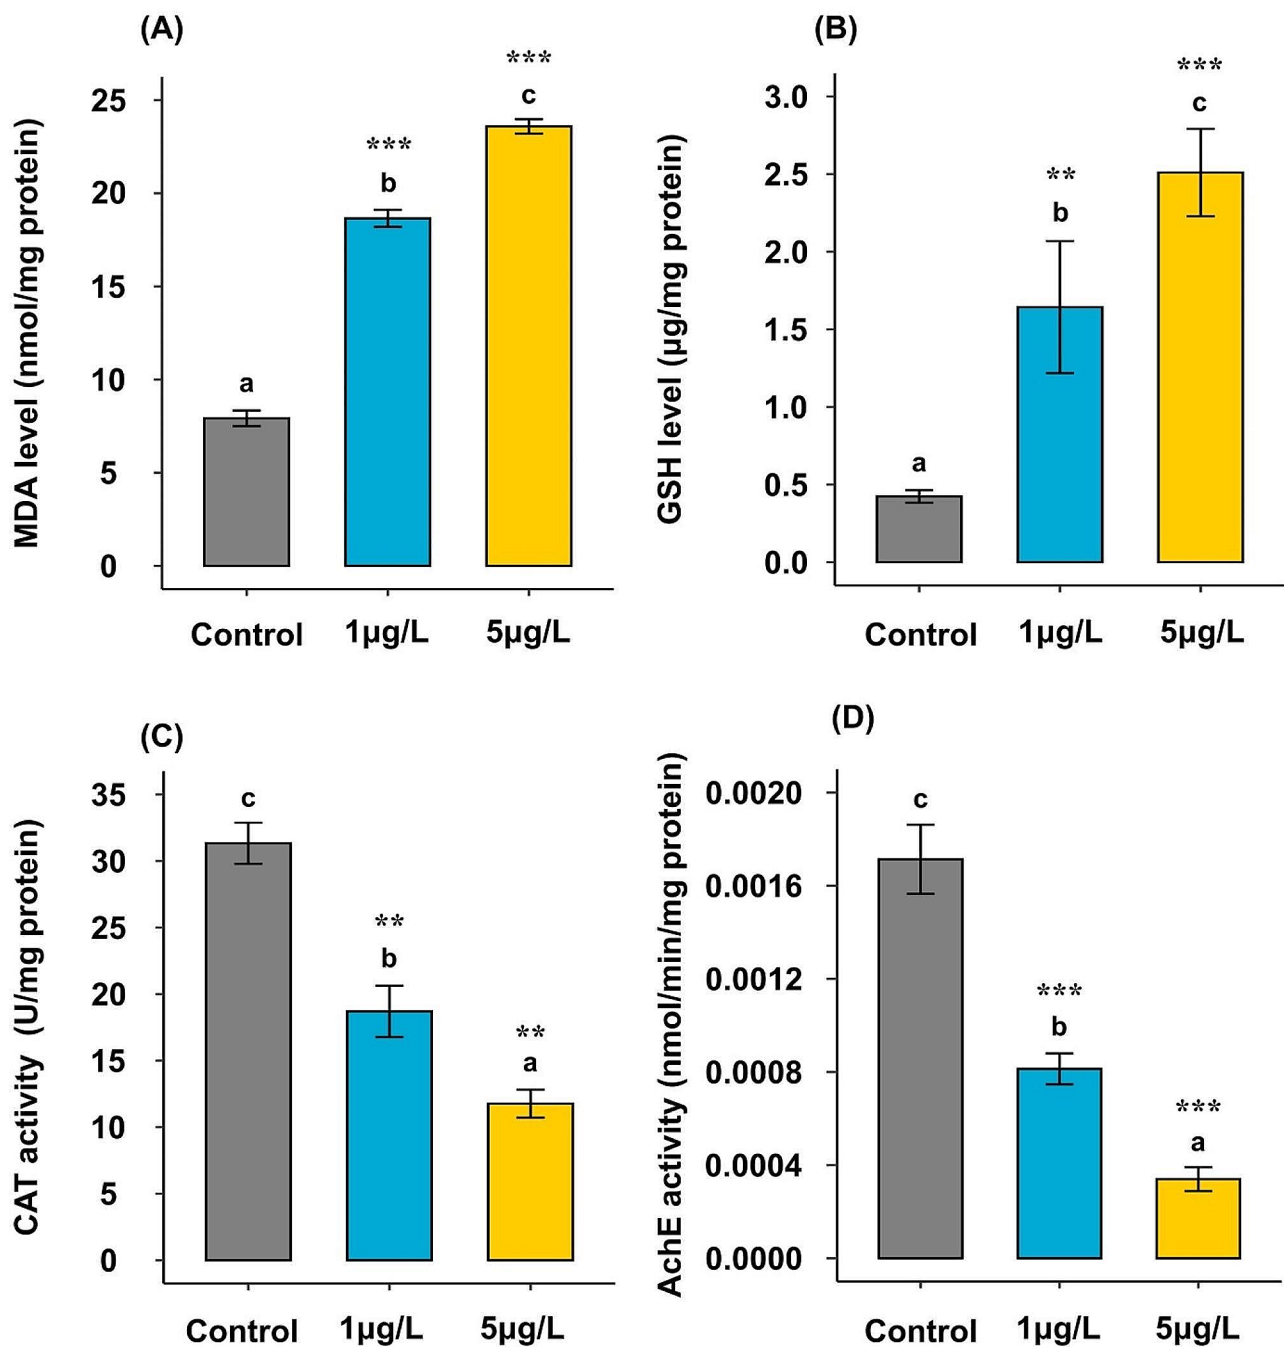 (A)
MDA level (nmol/mg protein)
25
20
15
10
5
0
a
***
b
***
c
Control
1µg/L
5µg/L
(B)
GSH level (µg/mg protein)
3.0
2.5
2.0
1.5
1.0
0.5
0.0
a
**
b
***
c
Control
1µg/L
5µg/L
(C)
CAT activity (U/mg protein)
35
30
25
20
15
10
5
0
c
**
b
**
a
Control
1µg/L
5µg/L
(D)
AchE activity (nmol/min/mg protein)
0.0020
0.0016
0.0012
0.0008
0.0004
0.0000
c
***
b
***
a
Control
1µg/L
5µg/L